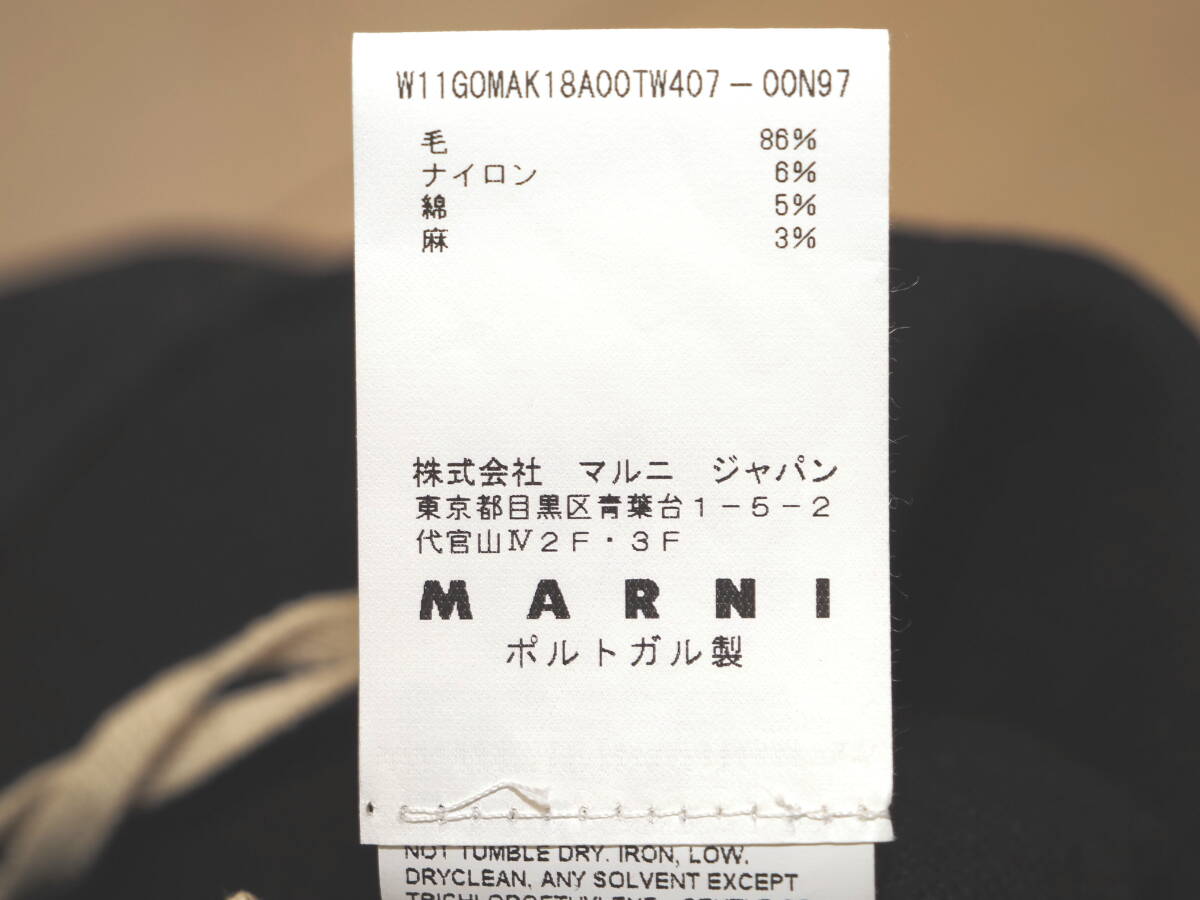 W11GOMAK18A00TW407-00N97
毛 86%
ナイロン 6%
綿 5%
麻 3%
株式会社 マルニ ジャパン
東京都目黒区青葉台1-5-2
代官山Ⅳ2F・3F
MARNI
ポルトガル製
NOT TUMBLE DRY. IRON, LOW.
DRYCLEAN, ANY SOLVENT EXCEPT
TRICHLOROETHYLENE